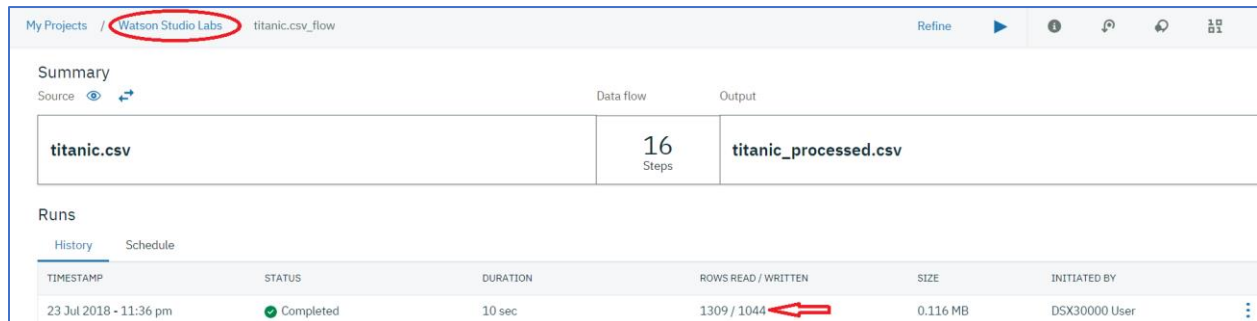 My Projects / Watson Studio Labs titanic.csv_flow Refine
Summary
Source Data flow Output
titanic.csv 16 Steps titanic_processed.csv
Runs
History Schedule
TIMESTAMP STATUS DURATION ROWS READ / WRITTEN SIZE INITIATED BY
23 Jul 2018 - 11:36 pm Completed 10 sec 1309 / 1044 0.116 MB DSX30000 User